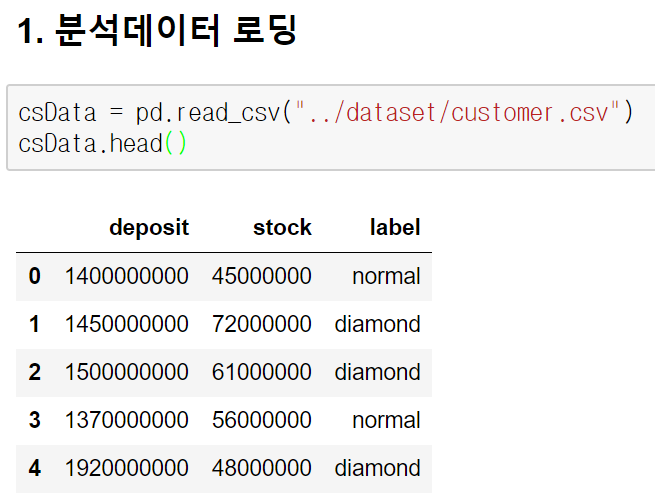 1. 분석데이터 로딩
csData = pd.read_csv("../dataset/customer.csv")
csData.head()
deposit stock label
0 1400000000 45000000 normal
1 1450000000 72000000 diamond
2 1500000000 61000000 diamond
3 1370000000 56000000 normal
4 1920000000 48000000 diamond